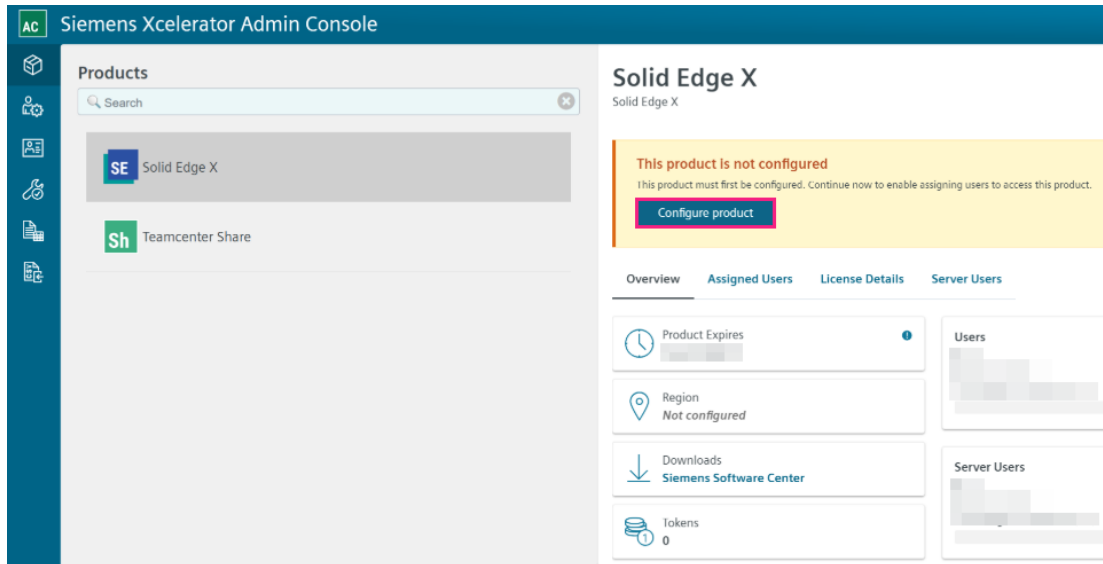 AC Siemens Xcelerator Admin Console
Products
Search
SE Solid Edge X
Sh Teamcenter Share
Solid Edge X
Solid Edge X
This product is not configured
This product must first be configured. Continue now to enable assigning users to access this product.
Configure product
Overview Assigned Users License Details Server Users
Product Expires
Users
Region
Not configured
Downloads
Siemens Software Center
Server Users
Tokens
0